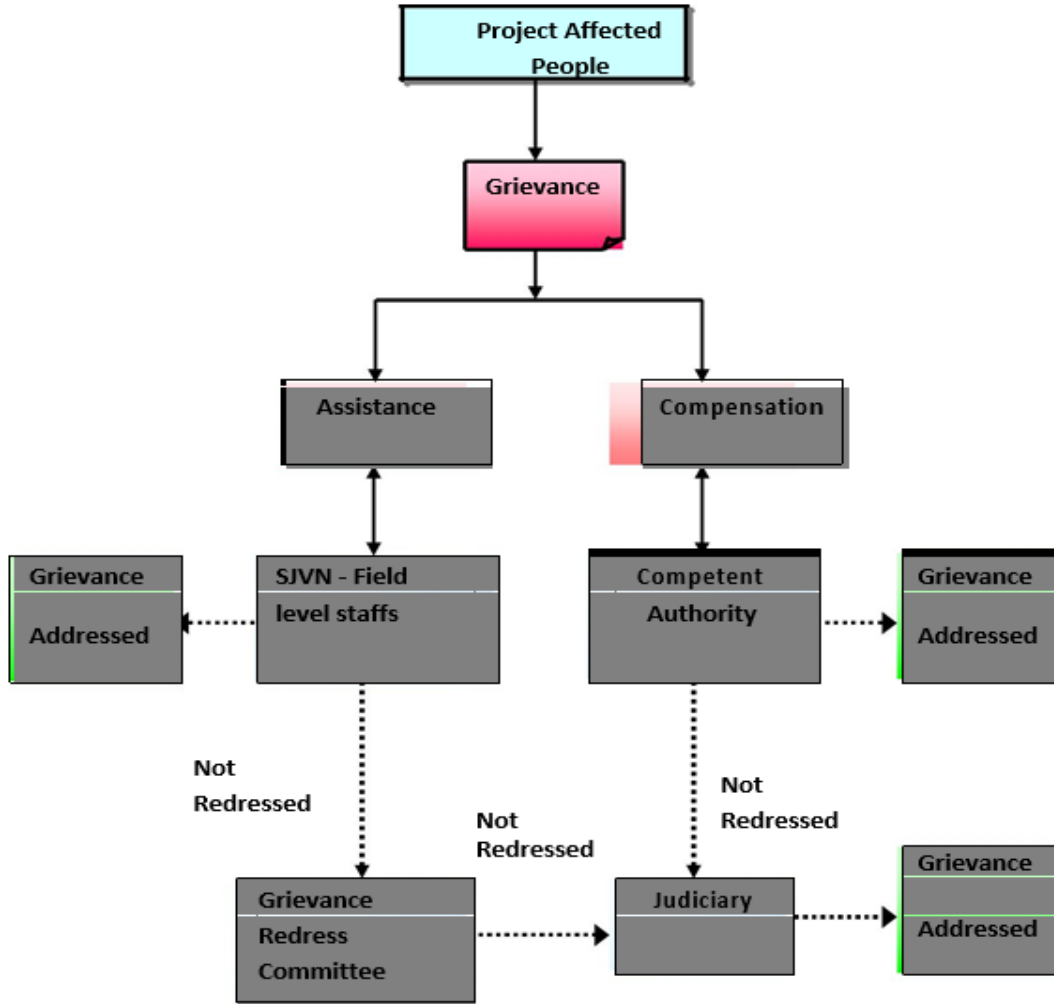 Project Affected
People
Grievance
Assistance
Compensation
Grievance
Addressed
SJVN - Field
level staffs
Competent
Authority
Grievance
Addressed
Not
Redressed
Not
Redressed
Not
Redressed
Grievance
Redress
Committee
Judiciary
Grievance
Addressed